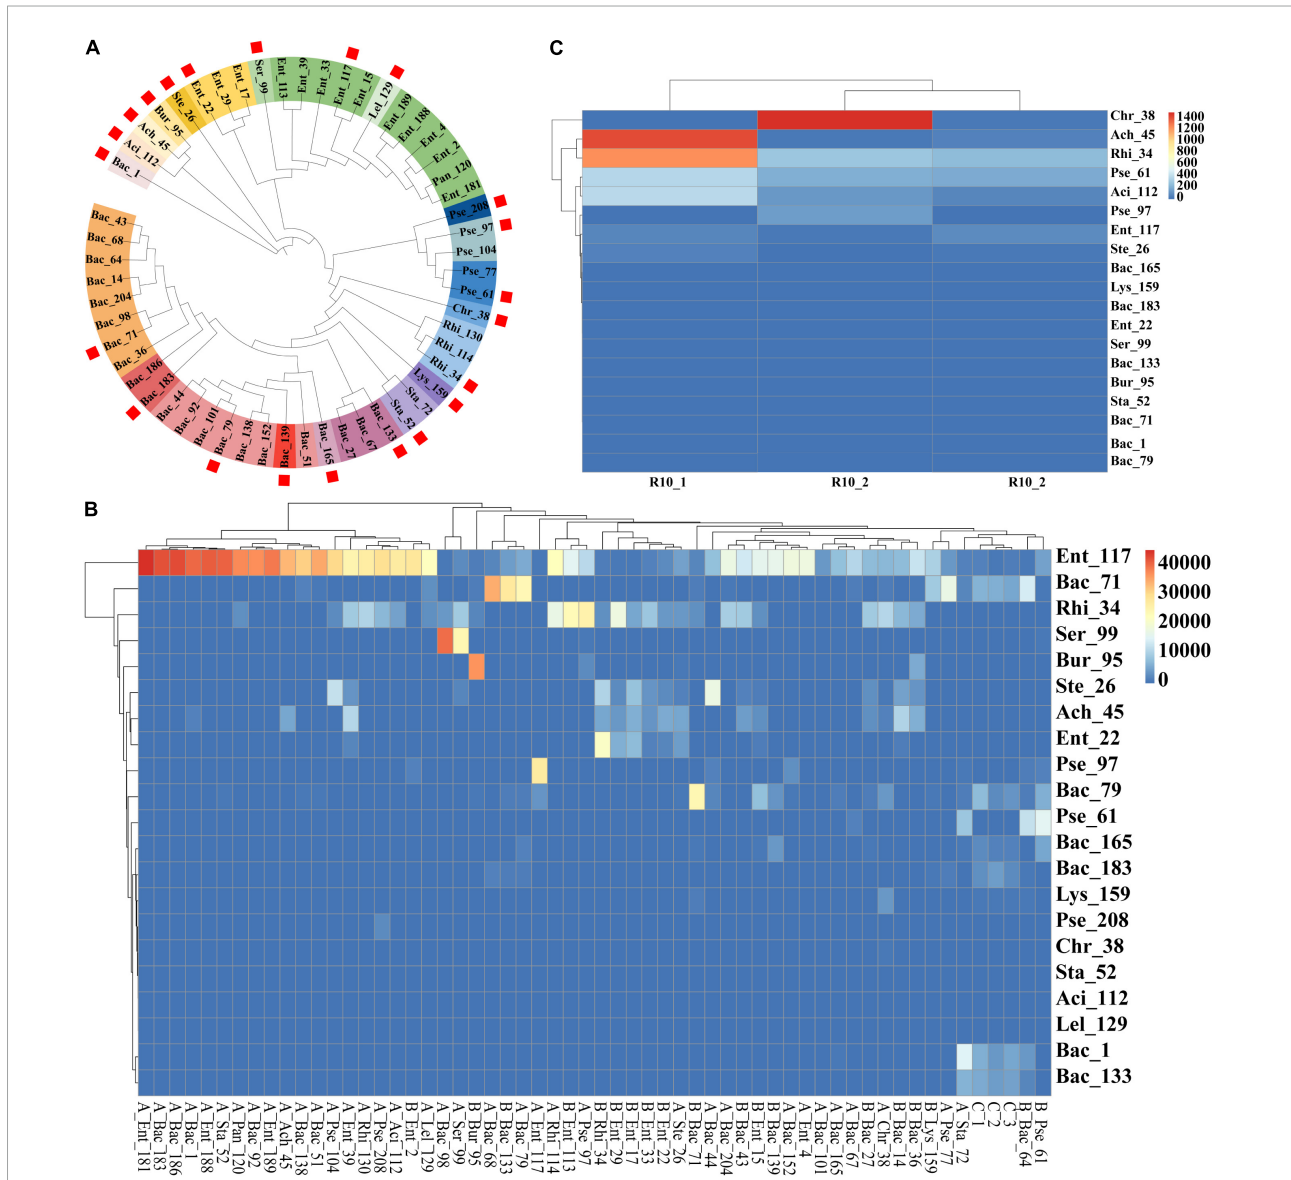 A
Bac_1
Aci_112
Ach_45
Bur_95
Ste_26
Ent_22
Ent_29
Ent_17
Ser_99
Ent_113
Ent_39
Ent_33
Ent_117
Ent_15
Lel_129
Ent_189
Ent_188
Ent_4
Ent_2
Pan_120
Ent_181
Pse_208
Pse_97
Pse_104
Pse_77
Pse_61
Chr_38
Rhi_130
Rhi_114
Rhi_34
Lys_159
Sta_72
Sta_52
Bac_133
Bac_67
Bac_27
Bac_165
Bac_51
Bac_139
Bac_152
Bac_138
Bac_79
Bac_101
Bac_92
Bac_44
Bac_183
Bac_186
Bac_36
Bac_71
Bac_98
Bac_204
Bac_14
Bac_64
Bac_68
Bac_43
C
Chr_38
Ach_45
Rhi_34
Pse_61
Aci_112
Pse_97
Ent_117
Ste_26
Bac_165
Lys_159
Bac_183
Ent_22
Ser_99
Bac_133
Bur_95
Sta_52
Bac_71
Bac_1
Bac_79
1400
1200
1000
800
600
400
200
0
R10_1 R10_2 R10_2
B
Ent_117
Bac_71
Rhi_34
Ser_99
Bur_95
Ste_26
Ach_45
Ent_22
Pse_97
Bac_79
Pse_61
Bac_165
Bac_183
Lys_159
Pse_208
Chr_38
Sta_52
Aci_112
Lel_129
Bac_1
Bac_133
40000
30000
20000
10000
0
A_Ent_181
A_Bac_183
A_Bac_186
A_Bac_1
A_Ent_188
A_Sta_52
A_Pan_120
A_Bac_92
A_Ent_189
A_Ach_45
A_Bac_138
A_Bac_51
A_Pse_104
A_Ent_39
A_Rhi_130
A_Pse_208
A_Aci_112
B_Ent_2
A_Lel_129
A_Bac_98
A_Ser_99
B_Bur_95
A_Bac_68
B_Bac_133
A_Bac_79
A_Ent_117
A_Rhi_114
B_Ent_113
A_Pse_97
B_Rhi_34
B_Ent_29
B_Ent_17
B_Ent_33
B_Ent_22
A_Ste_26
B_Bac_71
A_Bac_44
A_Bac_204
B_Bac_43
B_Ent_15
B_Bac_139
A_Bac_152
A_Ent_4
A_Bac_101
A_Bac_165
A_Bac_67
B_Bac_27
A_Chr_38
B_Bac_14
B_Bac_36
B_Lys_159
A_Pse_77
A_Sta_72
C_1
C_2
C_3
B_Bac_64
B_Pse_61